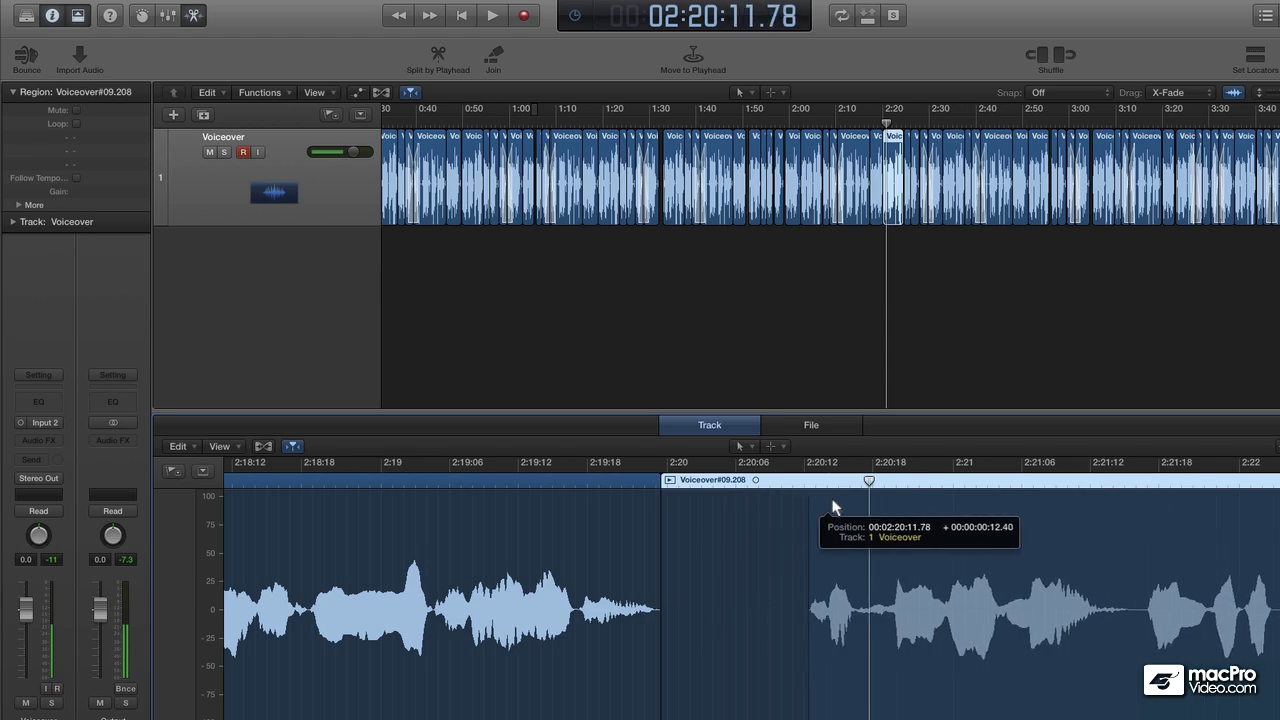 02:20:11.78
Bounce Import Audio Split by Playhead Join Move to Playhead Shuffle Set Locators
Region: Voiceover#09.208 Edit Functions View Snap: Off Drag: X-Fade
Mute:
Loop:
Follow Tempo...
Gain:
More
Track: Voiceover
0:40 0:50 1:00 1:10 1:20 1:30 1:40 1:50 2:00 2:10 2:20 2:30 2:40 2:50 3:00 3:10 3:20 3:30 3:40
Voiceover
M S R I
1
Setting Setting
EQ EQ
Input 2
Audio FX Audio FX
Send
Stereo Out
Read Read
0.0 -11 0.0 -7.3
I R Bnce
M S M S
Track File
Edit View
2:18:12 2:18:18 2:19 2:19:06 2:19:12 2:19:18 2:20 2:20:06 2:20:12 2:20:18 2:21 2:21:06 2:21:12 2:21:18 2:22
Voiceover#09.208
100
75
50
25
0
-25
-50
-75
Position: 00:02:20:11.78 + 00:00:00:12.40
Track: 1 Voiceover
macPro
Video.com